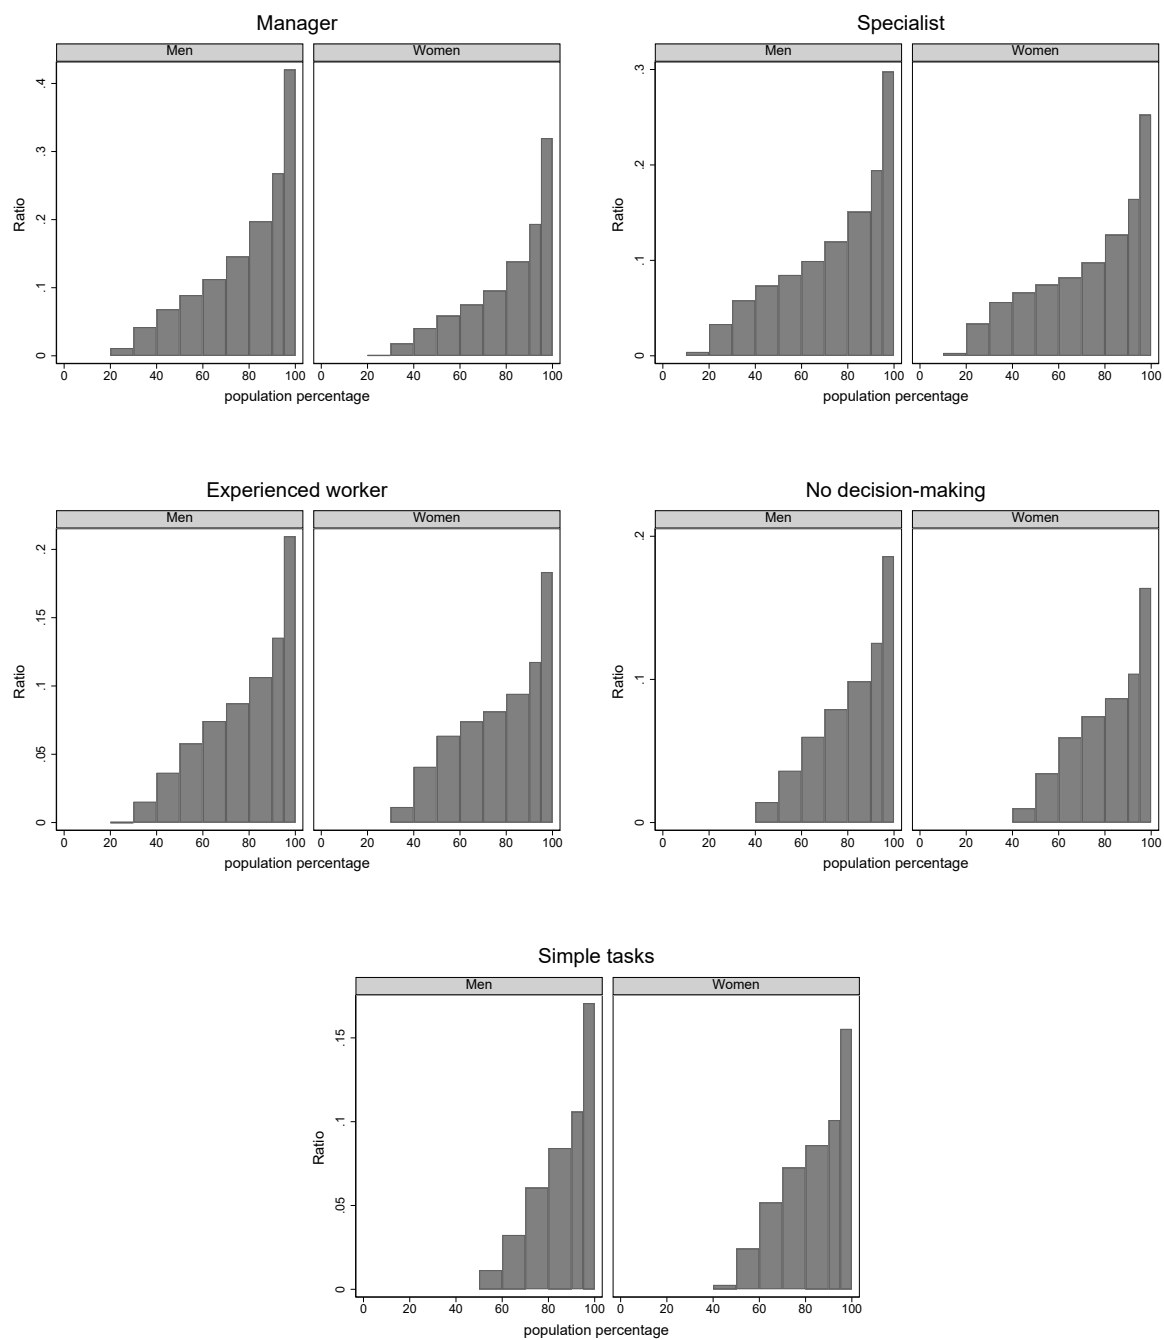 Manager
Men Women
.4
.3
.2
.1
0
Ratio
0 20 40 60 80 100 0 20 40 60 80 100
population percentage
Specialist
Men Women
.3
.2
.1
0
Ratio
0 20 40 60 80 100 0 20 40 60 80 100
population percentage
Experienced worker
Men Women
.2
.15
.1
.05
0
Ratio
0 20 40 60 80 100 0 20 40 60 80 100
population percentage
No decision-making
Men Women
.2
.1
0
Ratio
0 20 40 60 80 100 0 20 40 60 80 100
population percentage
Simple tasks
Men Women
.15
.1
.05
0
Ratio
0 20 40 60 80 100 0 20 40 60 80 100
population percentage